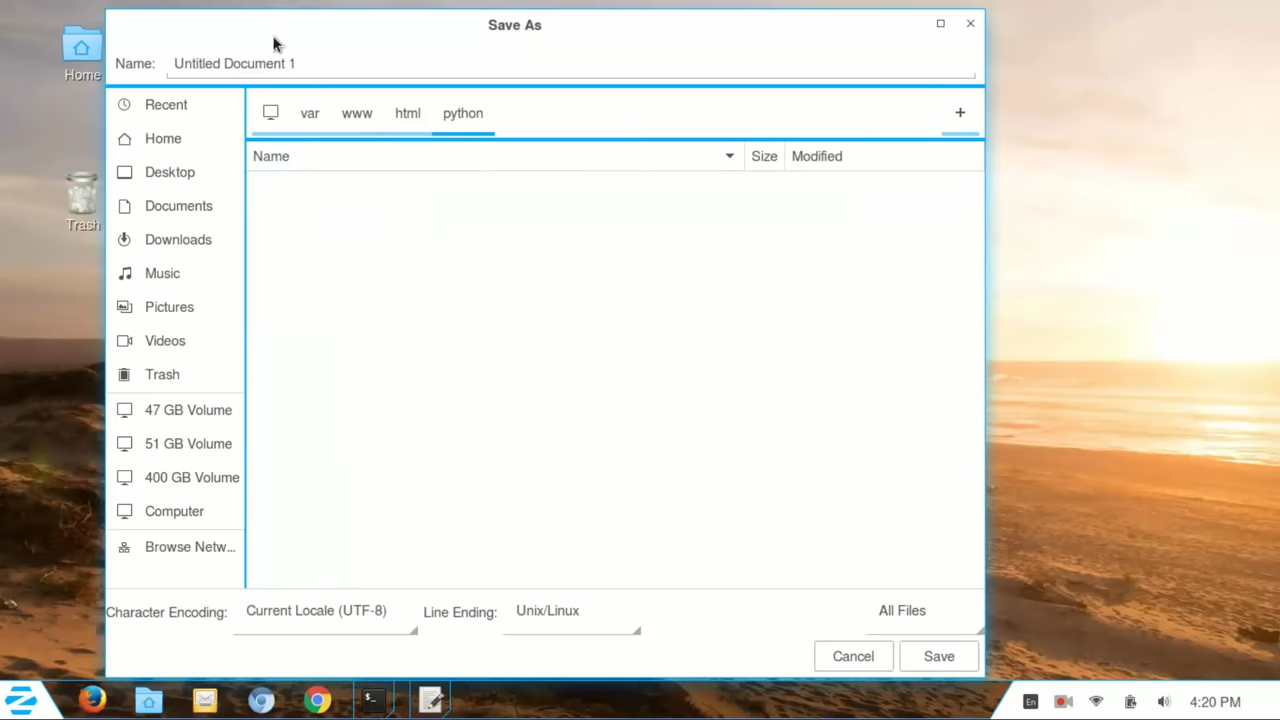 Save As
Home
Name: Untitled Document 1
Recent
var www html python +
Home
Name Size Modified
Desktop
Trash
Documents
Downloads
Music
Pictures
Videos
Trash
47 GB Volume
51 GB Volume
400 GB Volume
Computer
Browse Netw...
Character Encoding: Current Locale (UTF-8) Line Ending: Unix/Linux All Files
Cancel Save
En 4:20 PM